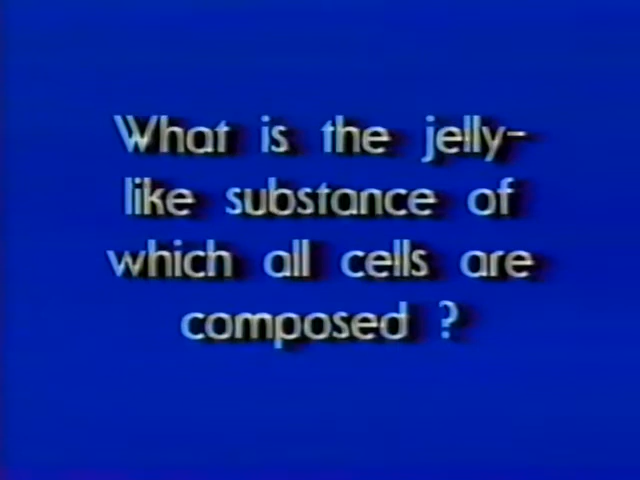 What is the jelly-
like substance of
which all cells are
composed ?